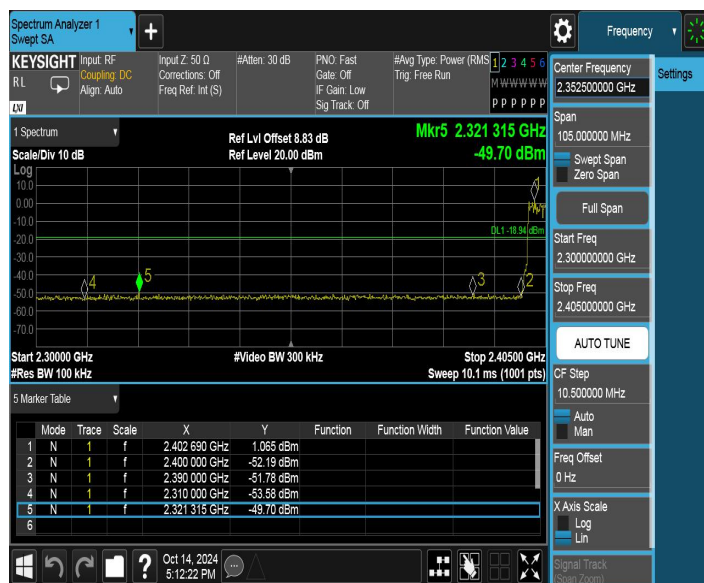 Spectrum Analyzer 1
Swept SA
+
Frequency
KEYSIGHT
RL
LXI
Input: RF
Coupling: DC
Align: Auto
Input Z: 50 Ω
Corrections: Off
Freq Ref: Int (S)
#Atten: 30 dB
PNO: Fast
Gate: Off
IF Gain: Low
Sig Track: Off
#Avg Type: Power (RMS
Trig: Free Run
1 2 3 4 5 6
M W W W W W
P P P P P P
1 Spectrum
Scale/Div 10 dB
Ref Lvl Offset 8.83 dB
Ref Level 20.00 dBm
Mkr5 2.321 315 GHz
-49.70 dBm
Log
10.0
0.00
-10.0
-20.0
-30.0
-40.0
-50.0
-60.0
-70.0
DL1 -18.94 dBm
1
4
5
3
2
Start 2.30000 GHz
#Res BW 100 kHz
#Video BW 300 kHz
Stop 2.40500 GHz
Sweep 10.1 ms (1001 pts)
5 Marker Table
Mode Trace Scale X Y Function Function Width Function Value
1 N 1 f 2.402 690 GHz 1.065 dBm
2 N 1 f 2.400 000 GHz -52.19 dBm
3 N 1 f 2.390 000 GHz -51.78 dBm
4 N 1 f 2.310 000 GHz -53.58 dBm
5 N 1 f 2.321 315 GHz -49.70 dBm
6
?
Oct 14, 2024
5:12:22 PM
Center Frequency
2.352500000 GHz
Settings
Span
105.000000 MHz
Swept Span
Zero Span
Full Span
Start Freq
2.300000000 GHz
Stop Freq
2.405000000 GHz
AUTO TUNE
CF Step
10.500000 MHz
Auto
Man
Freq Offset
0 Hz
X Axis Scale
Log
Lin
Signal Track
(Span Zoom)